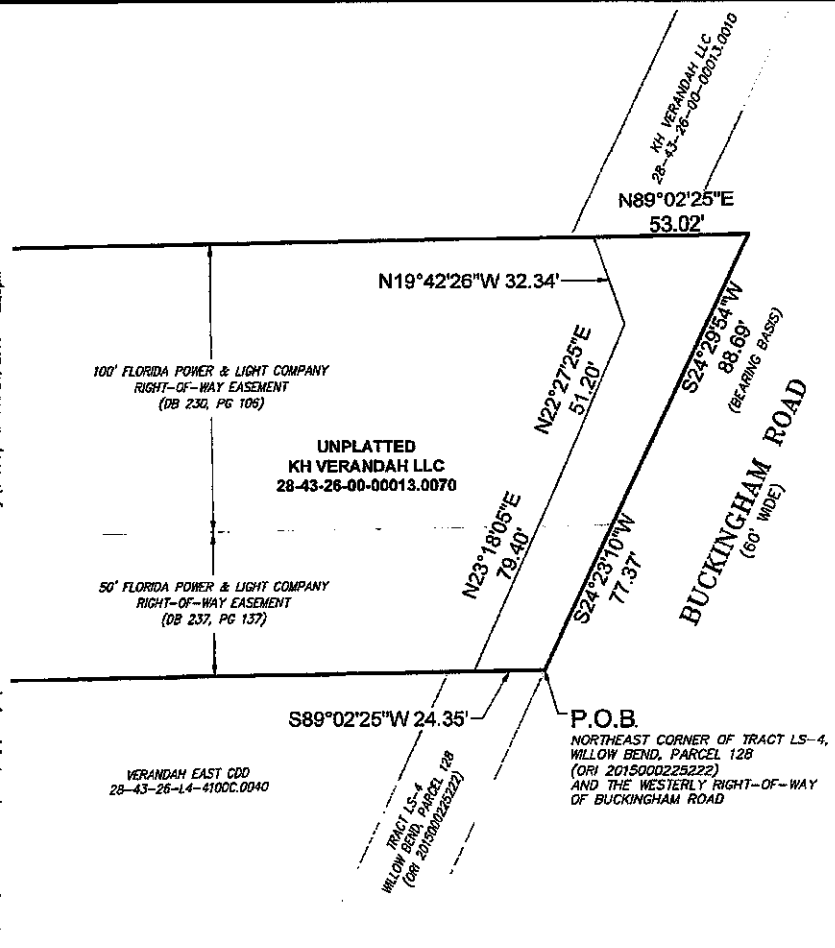 KH VERANDAH LLC
28-43-26-00-00013.0010
N89°02'25"E
53.02'
N19°42'26"W 32.34'
S24°29'54"W
88.69'
(BEARING BASIS)
100' FLORIDA POWER & LIGHT COMPANY
RIGHT-OF-WAY EASEMENT
(DB 230, PG 106)
N22°27'25"E
51.20'
UNPLATTED
KH VERANDAH LLC
28-43-26-00-00013.0070
BUCKINGHAM ROAD
(60' WIDE)
N23°18'05"E
79.40'
S24°23'10"W
77.37'
50' FLORIDA POWER & LIGHT COMPANY
RIGHT-OF-WAY EASEMENT
(DB 237, PG 137)
S89°02'25"W 24.35'
P.O.B.
NORTHEAST CORNER OF TRACT LS-4,
WILLOW BEND, PARCEL 128
(ORI 2015000225222)
AND THE WESTERLY RIGHT-OF-WAY
OF BUCKINGHAM ROAD
VERANDAH EAST CDD
28-43-26-L4-4100C.0040
TRACT LS-4
WILLOW BEND, PARCEL 128
(ORI 2015000225222)